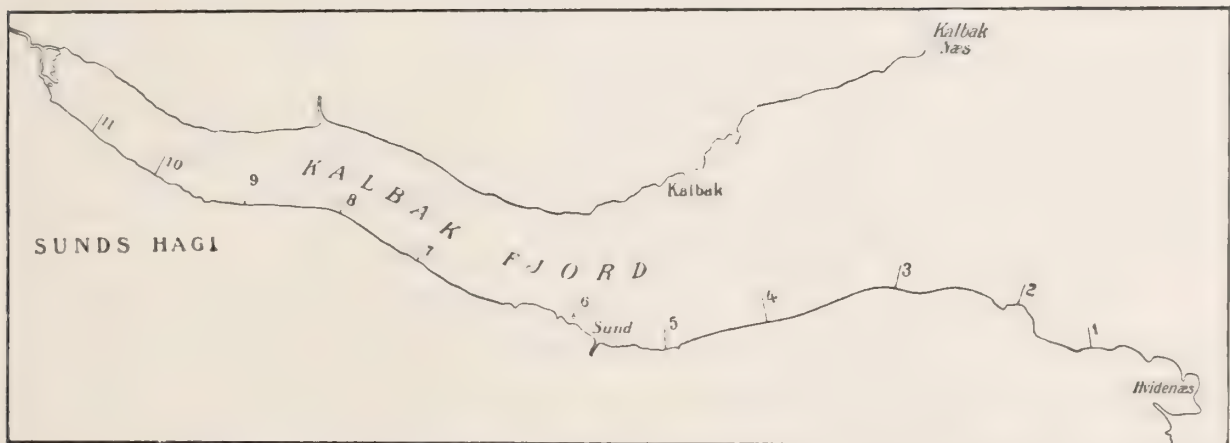 Kalbak
Næs
11
10
9
8
KALBAK FJORD
Kalbak
SUNDS HAGI
7
6
5
4
3
2
1
Sund
Hvidenæs